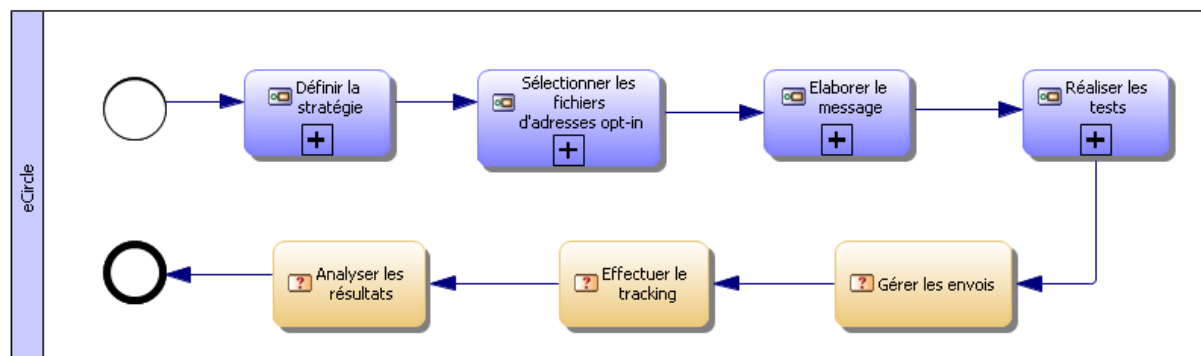 eCircle
Définir la
stratégie
Sélectionner les
fichiers
d'adresses opt-in
Elaborer le
message
Réaliser les
tests
Gérer les envois
Effectuer le
tracking
Analyser les
résultats